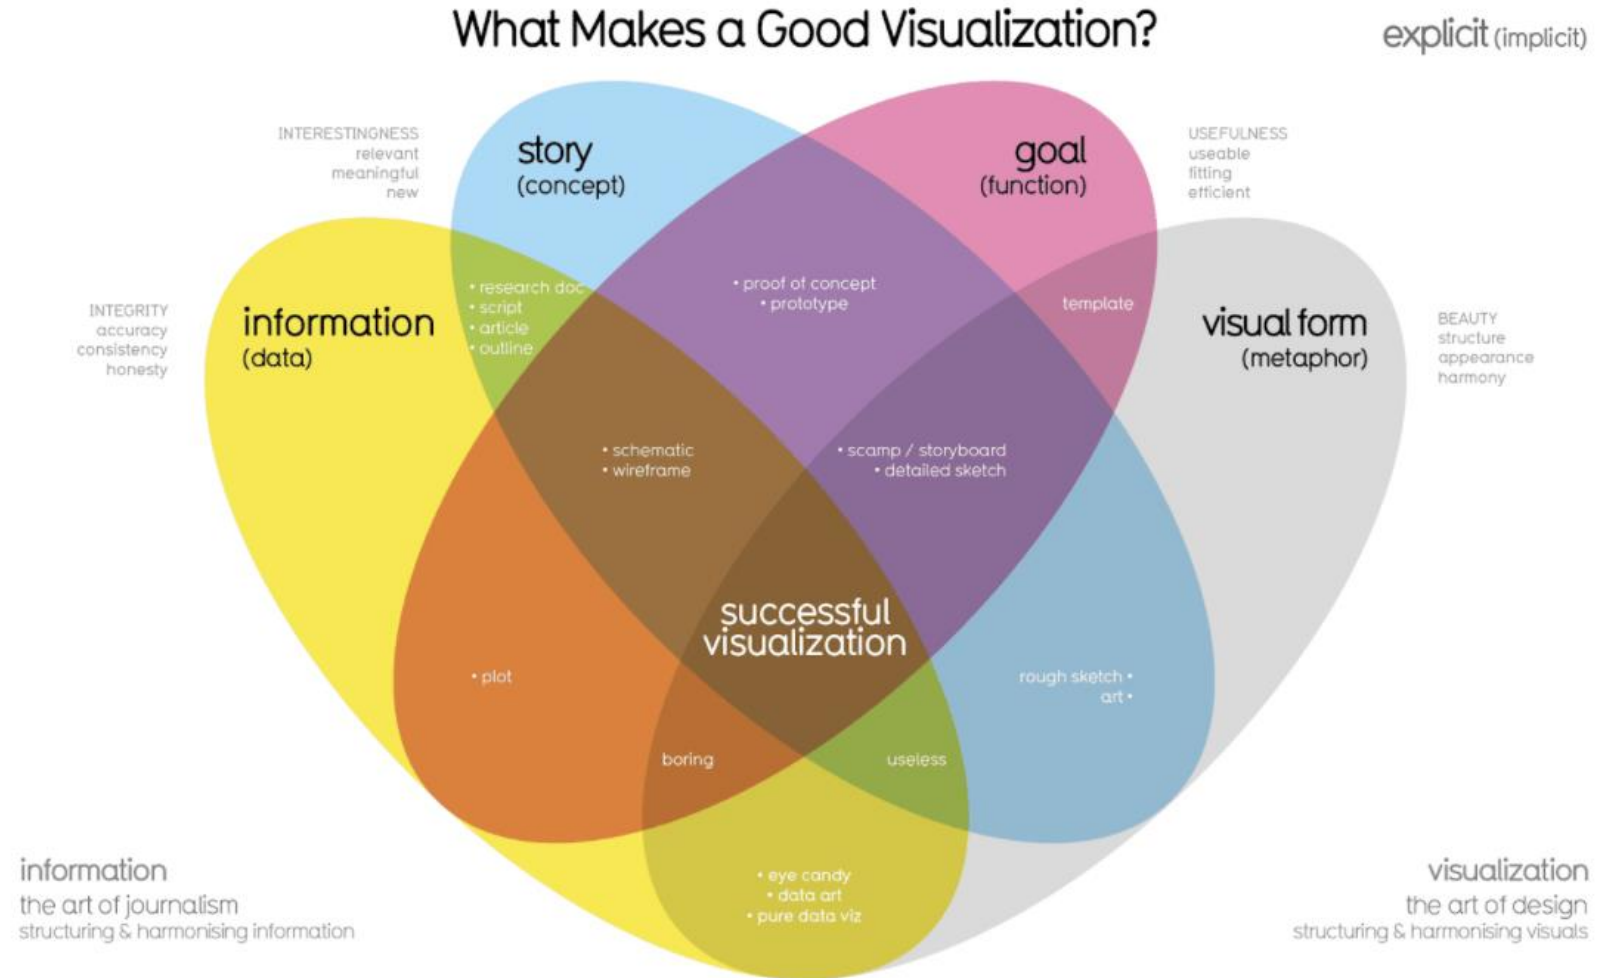 What Makes a Good Visualization?
explicit (implicit)
INTERESTINGNESS
relevant
meaningful
new
story
(concept)
goal
(function)
USEFULNESS
useable
fitting
efficient
INTEGRITY
accuracy
consistency
honesty
information
(data)
• research doc
• script
• article
• outline
• proof of concept
• prototype
template
visual form
(metaphor)
BEAUTY
structure
appearance
harmony
• schematic
• wireframe
• scamp / storyboard
• detailed sketch
successful
visualization
• plot
rough sketch •
art •
boring
useless
• eye candy
• data art
• pure data viz
information
the art of journalism
structuring & harmonising information
visualization
the art of design
structuring & harmonising visuals